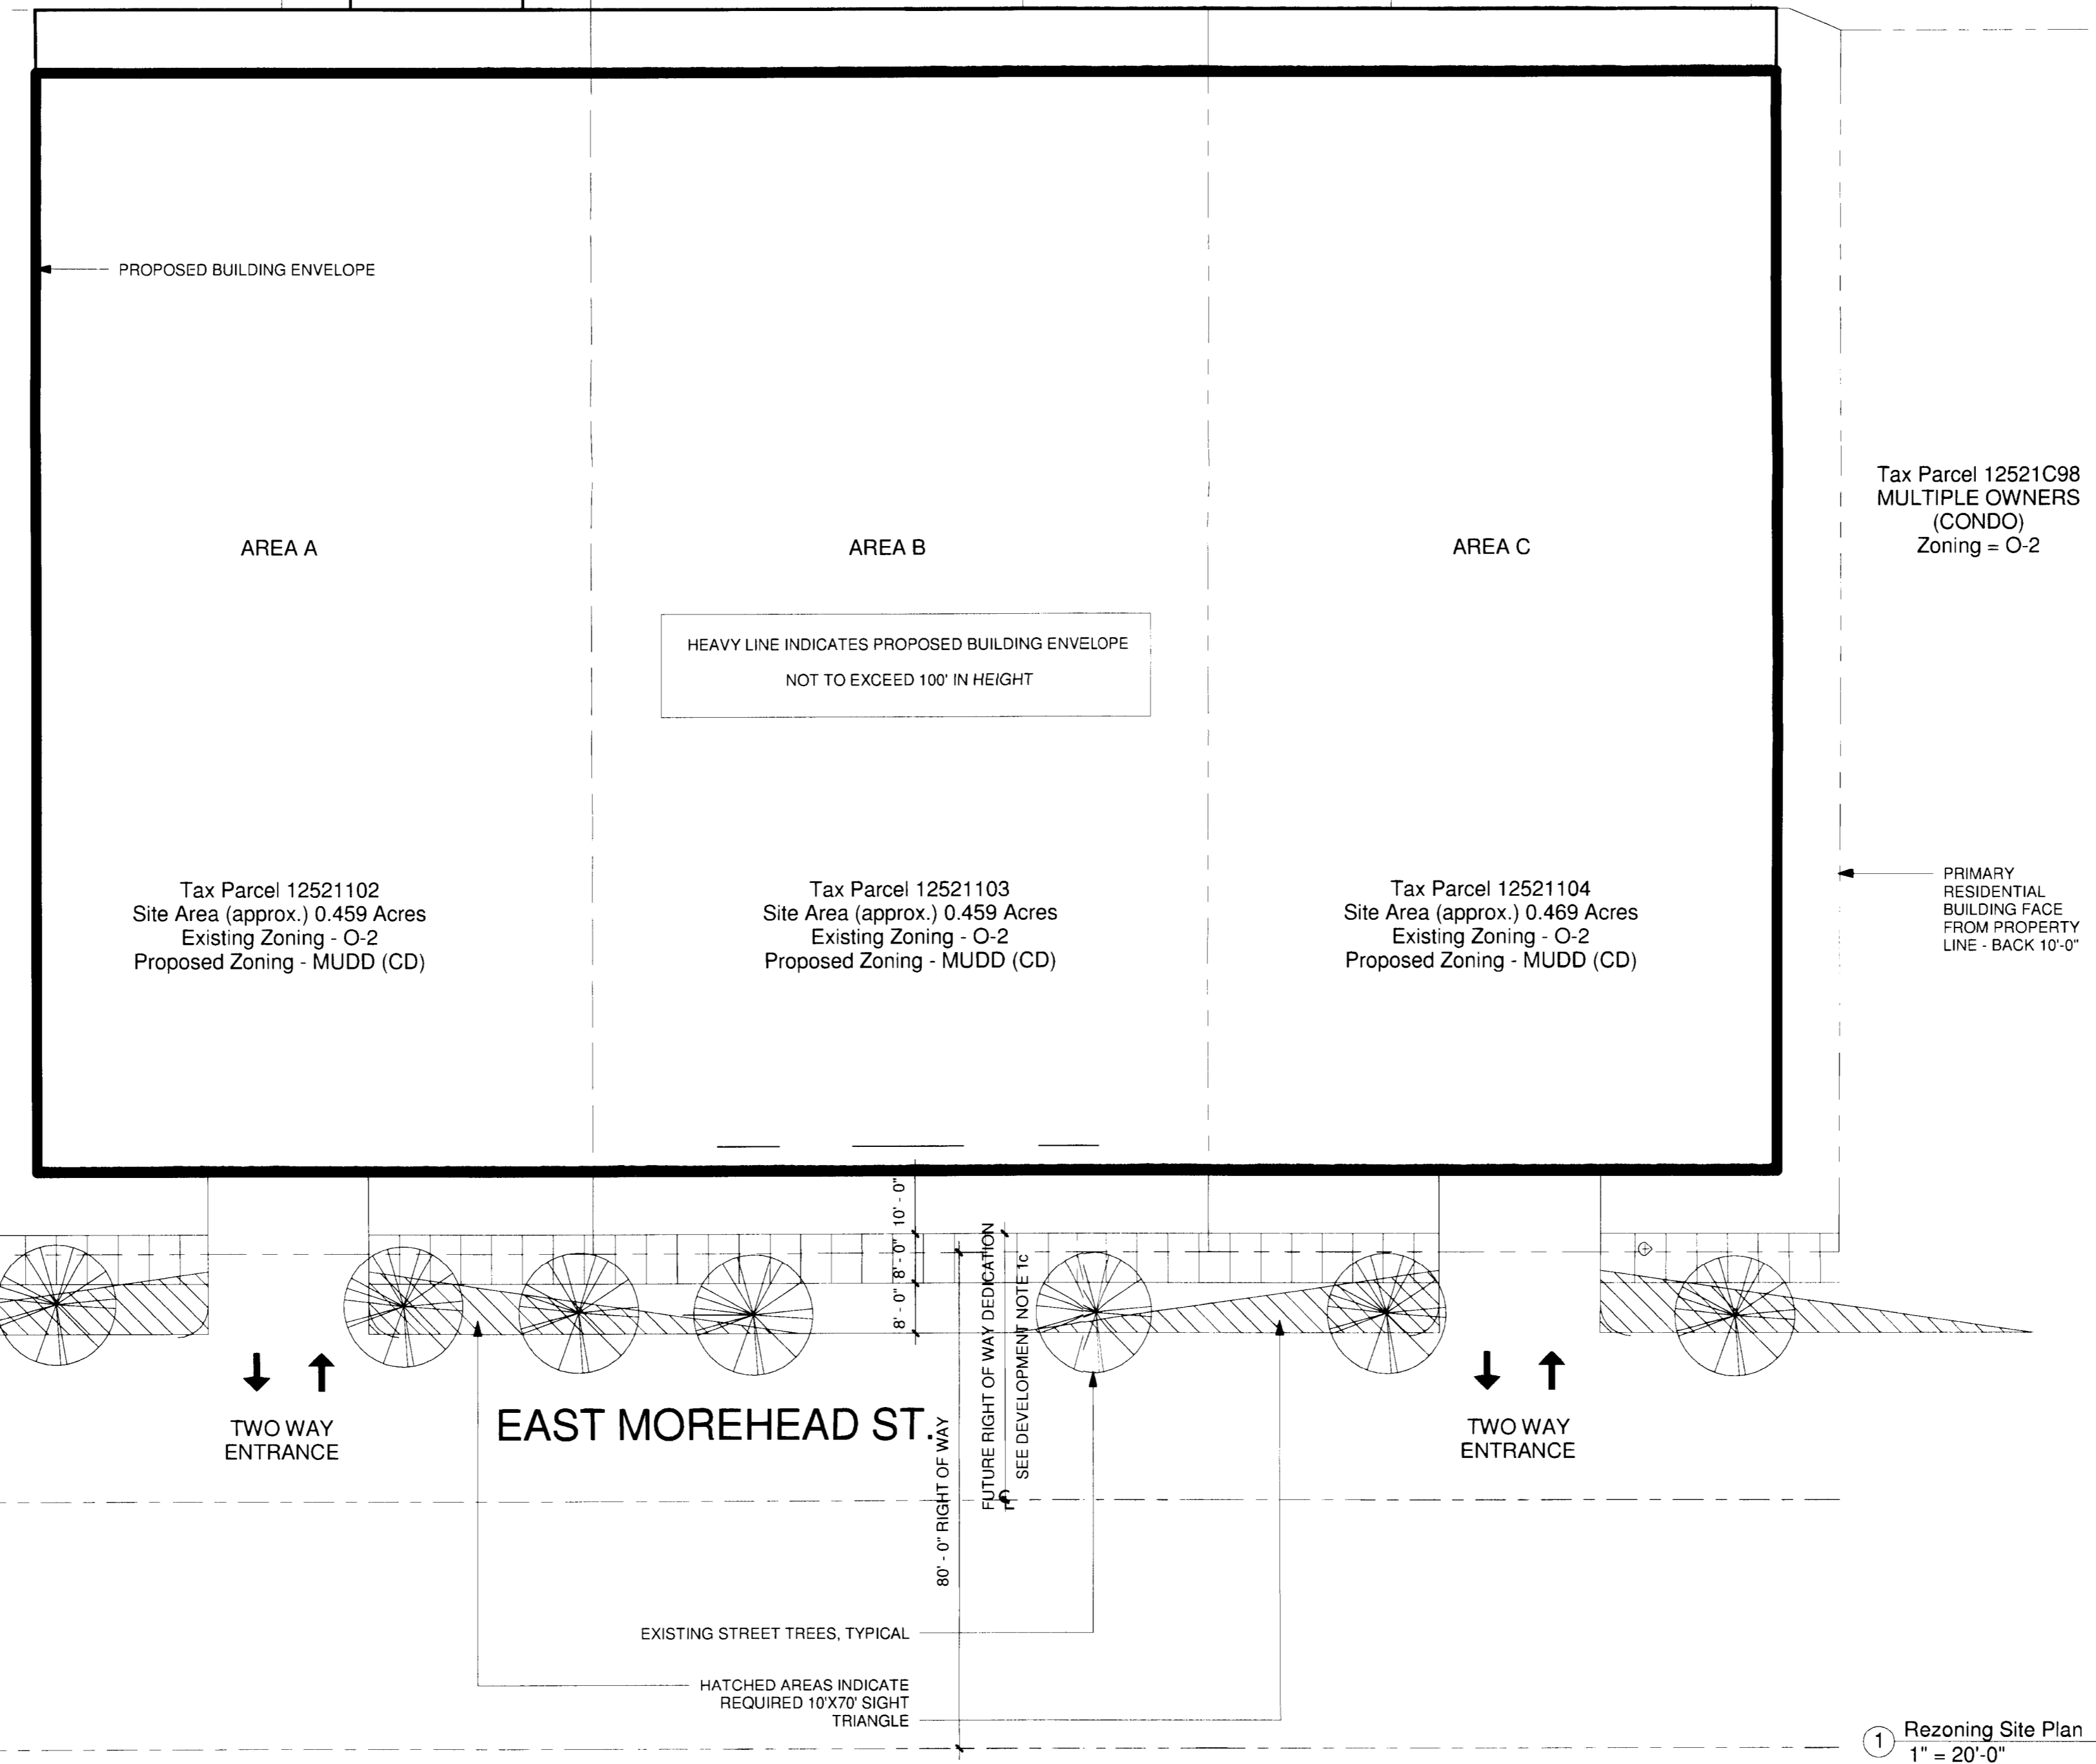 PROPOSED BUILDING ENVELOPE
AREA A
AREA B
AREA C
Tax Parcel 12521C98
MULTIPLE OWNERS
(CONDO)
Zoning = O-2
HEAVY LINE INDICATES PROPOSED BUILDING ENVELOPE
NOT TO EXCEED 100' IN HEIGHT
Tax Parcel 12521102
Site Area (approx.) 0.459 Acres
Existing Zoning - O-2
Proposed Zoning - MUDD (CD)
Tax Parcel 12521103
Site Area (approx.) 0.459 Acres
Existing Zoning - O-2
Proposed Zoning - MUDD (CD)
Tax Parcel 12521104
Site Area (approx.) 0.469 Acres
Existing Zoning - O-2
Proposed Zoning - MUDD (CD)
PRIMARY
RESIDENTIAL
BUILDING FACE
FROM PROPERTY
LINE - BACK 10'-0"
10' - 0"
8' - 0"
8' - 0"
FUTURE RIGHT OF WAY DEDICATION
SEE DEVELOPMENT NOTE 1c
80' - 0" RIGHT OF WAY
TWO WAY
ENTRANCE
EAST MOREHEAD ST.
TWO WAY
ENTRANCE
EXISTING STREET TREES, TYPICAL
HATCHED AREAS INDICATE
REQUIRED 10'X70' SIGHT
TRIANGLE
1 Rezoning Site Plan
1" = 20'-0"